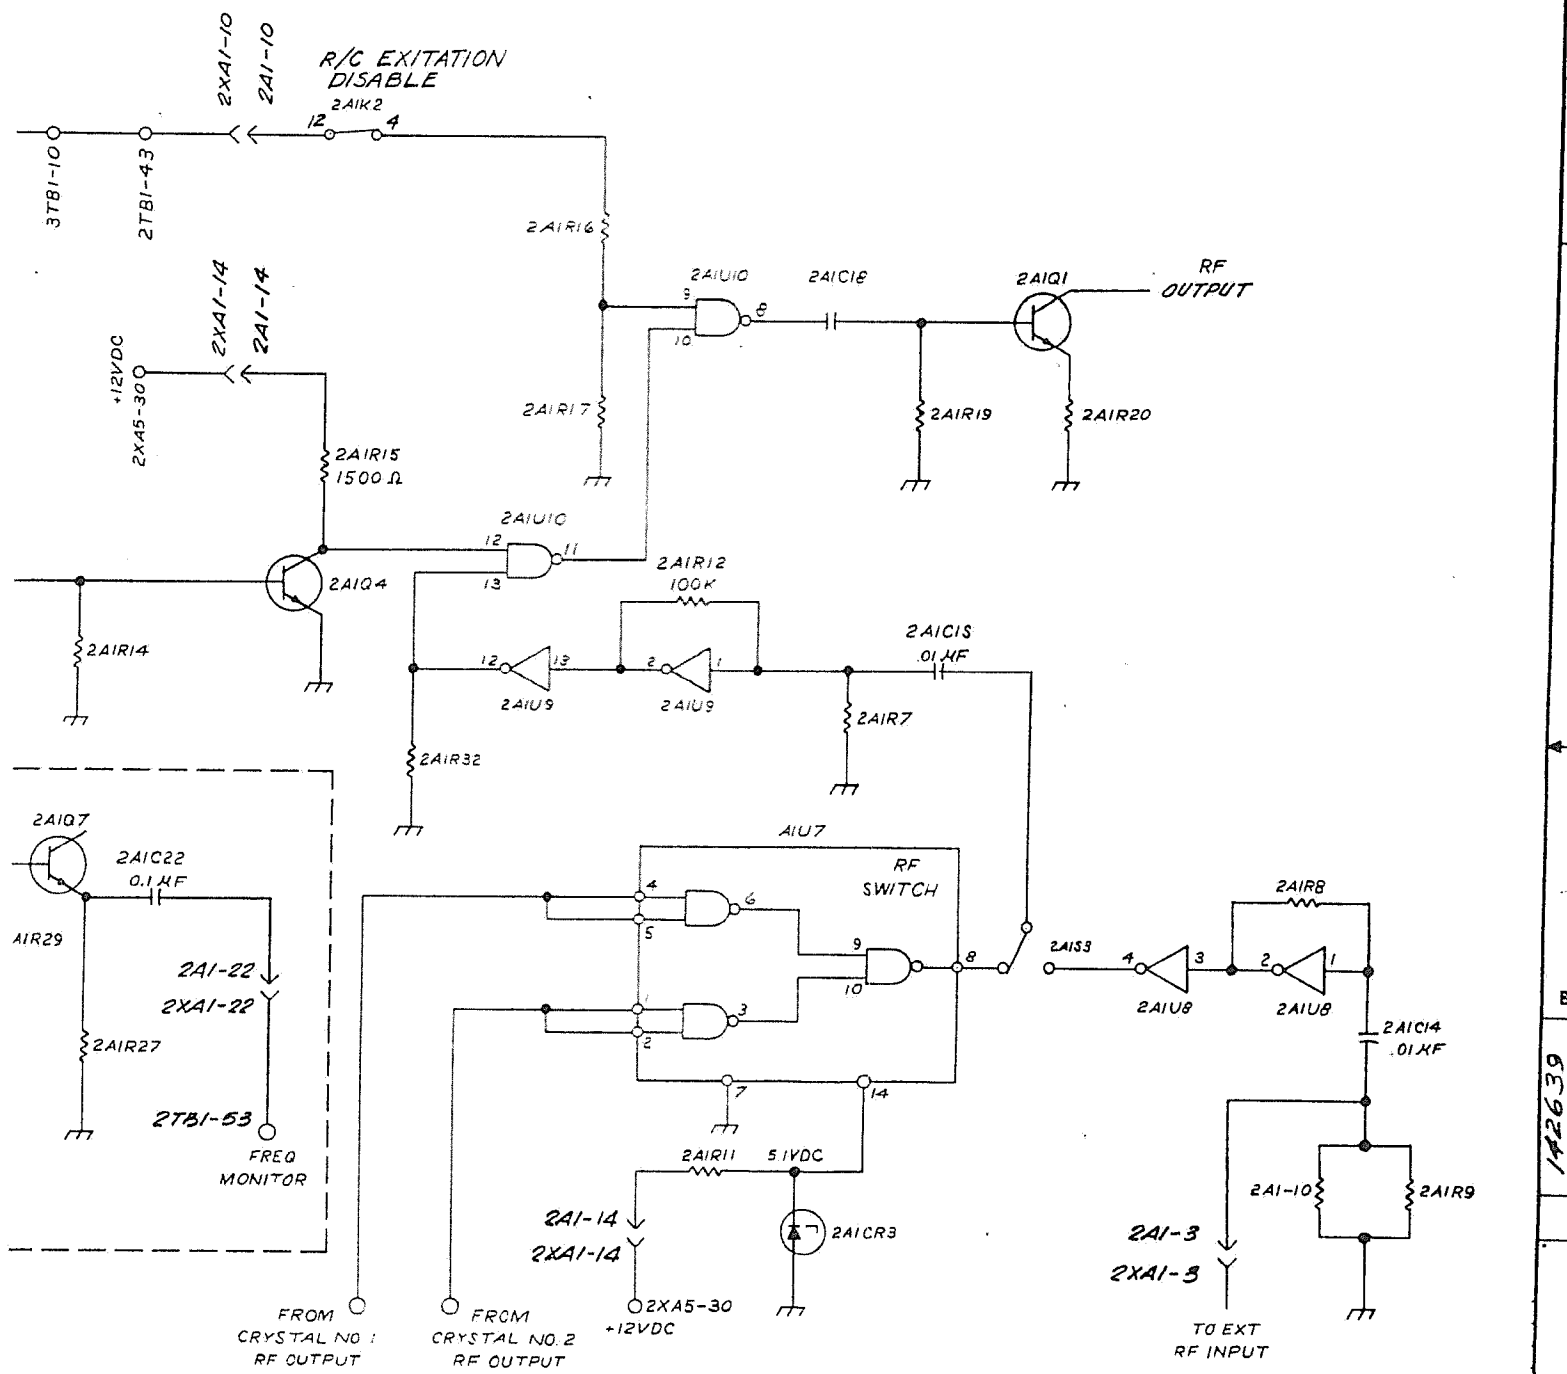 2XA1-10
2A1-10
R/C EXITATION
DISABLE
2A1K2
12
4
3TB1-10
2TB1-43
2A1R16
2XA1-14
2A1-14
+12VDC
2XA5-30
2A1U10
9
10
8
2A1C18
2A1Q1
RF
OUTPUT
2A1R17
2A1R19
2A1R20
2A1R15
1500 Ω
2A1U10
12
13
11
2A1Q4
2A1R14
2A1R12
100K
2A1C15
.01 µF
12
13
2
1
2A1U9
2A1U9
2A1R7
2A1R32
2A1Q7
2A1C22
0.1 µF
A1R29
2A1-22
2XA1-22
2A1R27
2TB1-53
FREQ
MONITOR
A1U7
RF
SWITCH
4
5
6
9
10
8
1
2
3
7
14
2A1S3
2A1R8
4
3
2
1
2A1U8
2A1U8
2A1C14
.01 µF
2A1R11
5.1VDC
2A1-14
2XA1-14
2A1CR3
2XA5-30
+12VDC
2A1-10
2A1R9
2A1-3
2XA1-3
TO EXT
RF INPUT
FROM
CRYSTAL NO 1
RF OUTPUT
FROM
CRYSTAL NO. 2
RF OUTPUT
142639